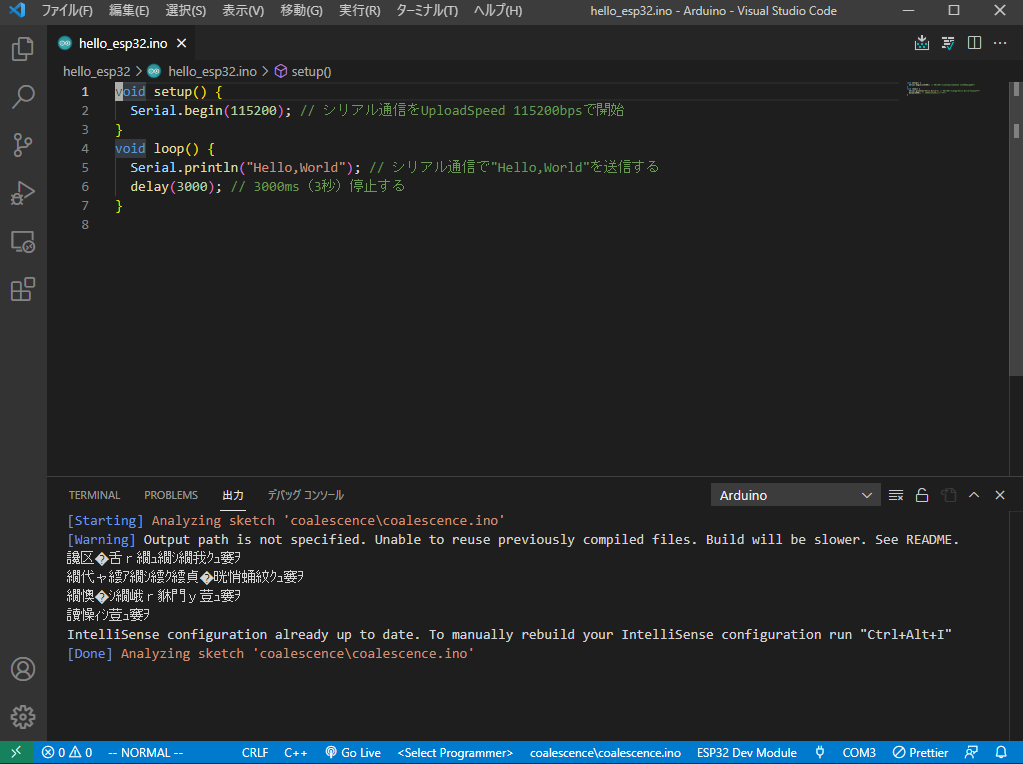 ファイル(F) 編集(E) 選択(S) 表示(V) 移動(G) 実行(R) ターミナル(T) ヘルプ(H) hello_esp32.ino - Arduino - Visual Studio Code
hello_esp32.ino
hello_esp32 > hello_esp32.ino > setup()
1 void setup() {
2 Serial.begin(115200); // シリアル通信をUploadSpeed 115200bpsで開始
3 }
4 void loop() {
5 Serial.println("Hello,World"); // シリアル通信で"Hello,World"を送信する
6 delay(3000); // 3000ms（3秒）停止する
7 }
8
TERMINAL PROBLEMS 出力 デバッグ コンソール Arduino
[Starting] Analyzing sketch 'coalescence\coalescence.ino'
[Warning] Output path is not specified. Unable to reuse previously compiled files. Build will be slower. See README.
IntelliSense configuration already up to date. To manually rebuild your IntelliSense configuration run "Ctrl+Alt+I"
[Done] Analyzing sketch 'coalescence\coalescence.ino'
0 0 -- NORMAL -- CRLF C++ Go Live <Select Programmer> coalescence\coalescence.ino ESP32 Dev Module COM3 Prettier